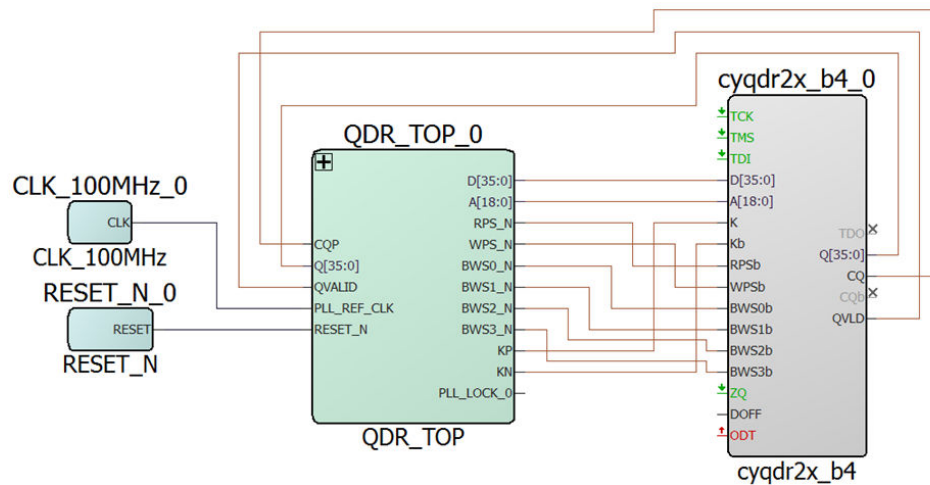 cyqdr2x_b4_0
QDR_TOP_0
CLK_100MHz_0
CLK
CLK_100MHz
RESET_N_0
RESET
RESET_N
CQP
Q[35:0]
QVALID
PLL_REF_CLK
RESET_N
D[35:0]
A[18:0]
RPS_N
WPS_N
BWS0_N
BWS1_N
BWS2_N
BWS3_N
KP
KN
PLL_LOCK_0
QDR_TOP
TCK
TMS
TDI
D[35:0]
A[18:0]
K
Kb
RPSb
WPSb
BWS0b
BWS1b
BWS2b
BWS3b
ZQ
DOFF
ODT
TDO
Q[35:0]
CQ
CQb
QVLD
cyqdr2x_b4